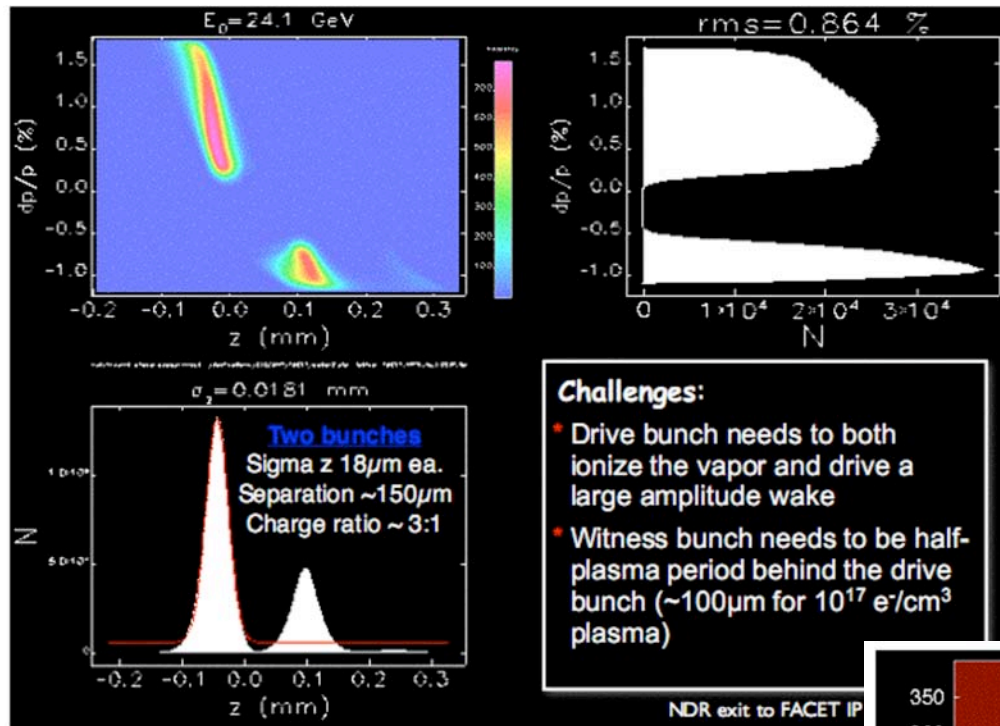 E₀=24.1 GeV
rms=0.864 %
dp/p (%)
1.5
1.0
0.5
0.0
-0.5
-1.0
-0.2 -0.1 0.0 0.1 0.2 0.3
z (mm)
dp/p (%)
1.5
1.0
0.5
0.0
-0.5
-1.0
0 1×10⁴ 2×10⁴ 3×10⁴
N
σz=0.0181 mm
Two bunches
Sigma z 18µm ea.
Separation ~150µm
Charge ratio ~ 3:1
N
0
-0.2 -0.1 0.0 0.1 0.2 0.3
z (mm)
Challenges:
* Drive bunch needs to both
ionize the vapor and drive a
large amplitude wake
* Witness bunch needs to be half-
plasma period behind the drive
bunch (~100µm for 10¹⁷ e⁻/cm³
plasma)
NDR exit to FACET IP
350